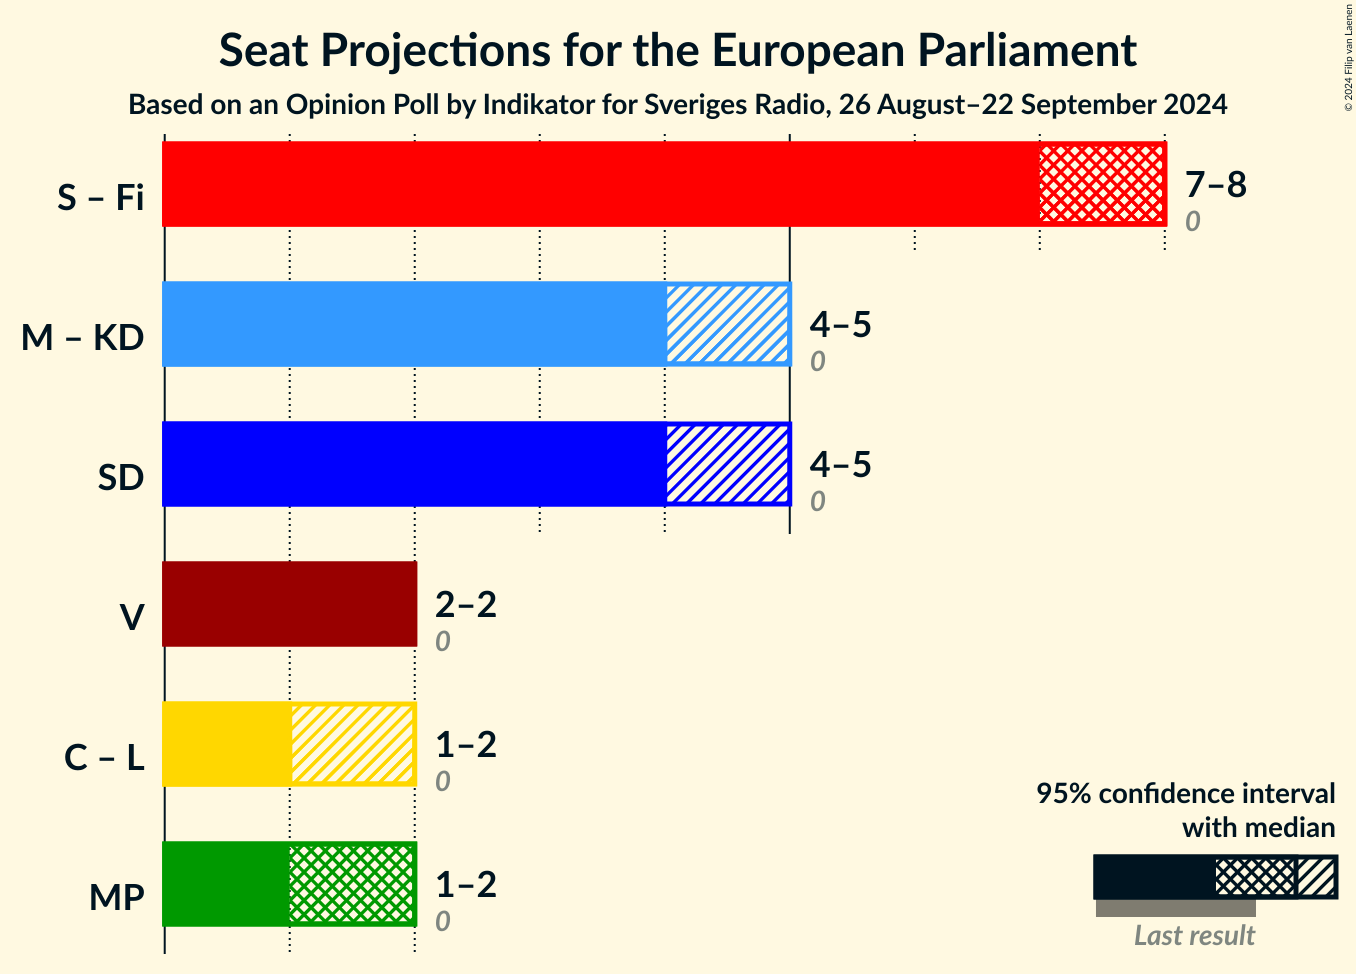 Seat Projections for the European Parliament
Based on an Opinion Poll by Indikator for Sveriges Radio, 26 August–22 September 2024
© 2024 Filip van Laenen
S – Fi
7–8
0
M – KD
4–5
0
SD
4–5
0
V
2–2
0
C – L
1–2
0
MP
1–2
0
95% confidence interval
with median
Last result